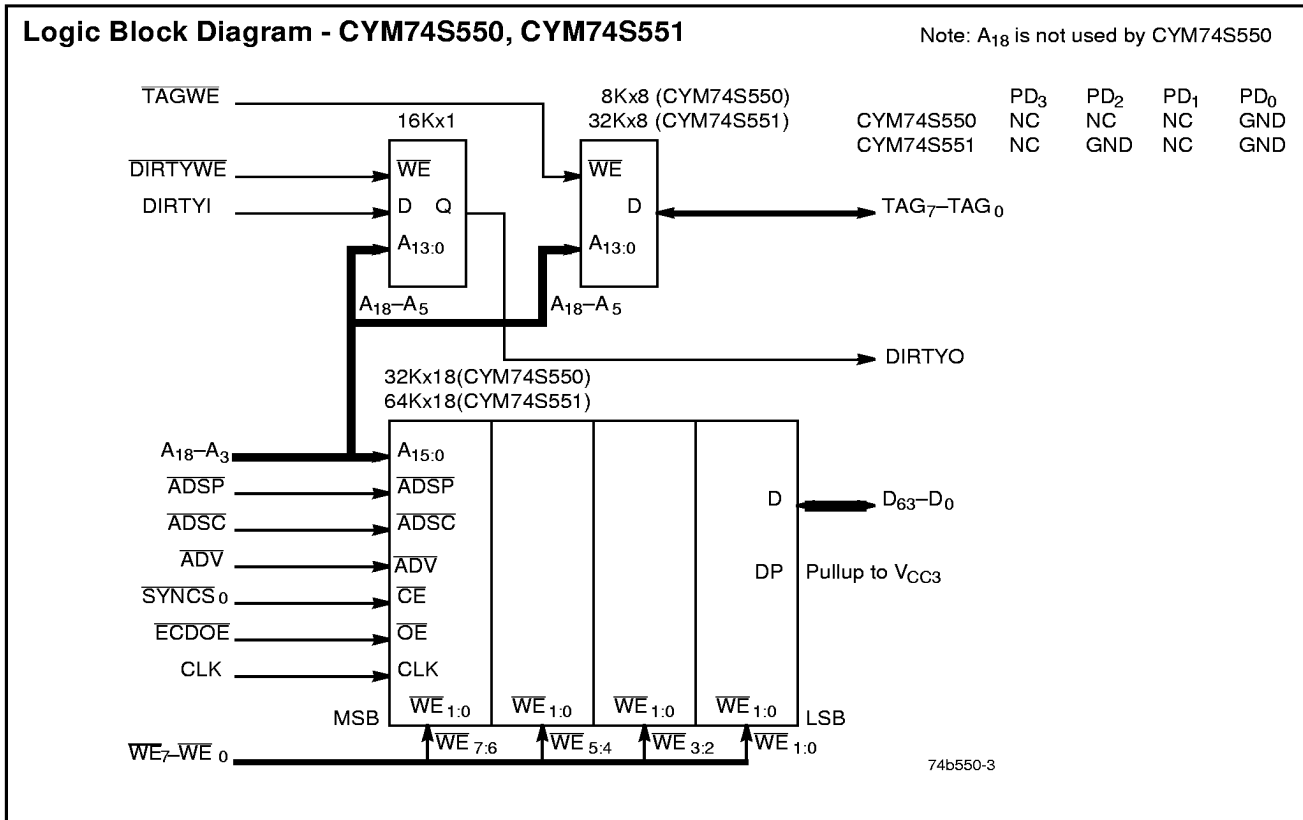 Logic Block Diagram - CYM74S550, CYM74S551
Note: A18 is not used by CYM74S550
TAGWE
8Kx8 (CYM74S550)
32Kx8 (CYM74S551)
16Kx1
PD3 PD2 PD1 PD0
CYM74S550 NC NC NC GND
CYM74S551 NC GND NC GND
DIRTYWE
WE
WE
DIRTYI
D Q
D
TAG7–TAG0
A13:0
A13:0
A18–A5
A18–A5
DIRTYO
32Kx18(CYM74S550)
64Kx18(CYM74S551)
A18–A3
A15:0
ADSP
ADSP
D
D63–D0
ADSC
ADSC
ADV
ADV
DP
Pullup to VCC3
SYNCS0
CE
ECDOE
OE
CLK
CLK
MSB
WE1:0
WE1:0
WE1:0
WE1:0
LSB
WE7–WE0
WE7:6
WE5:4
WE3:2
WE1:0
74b550-3